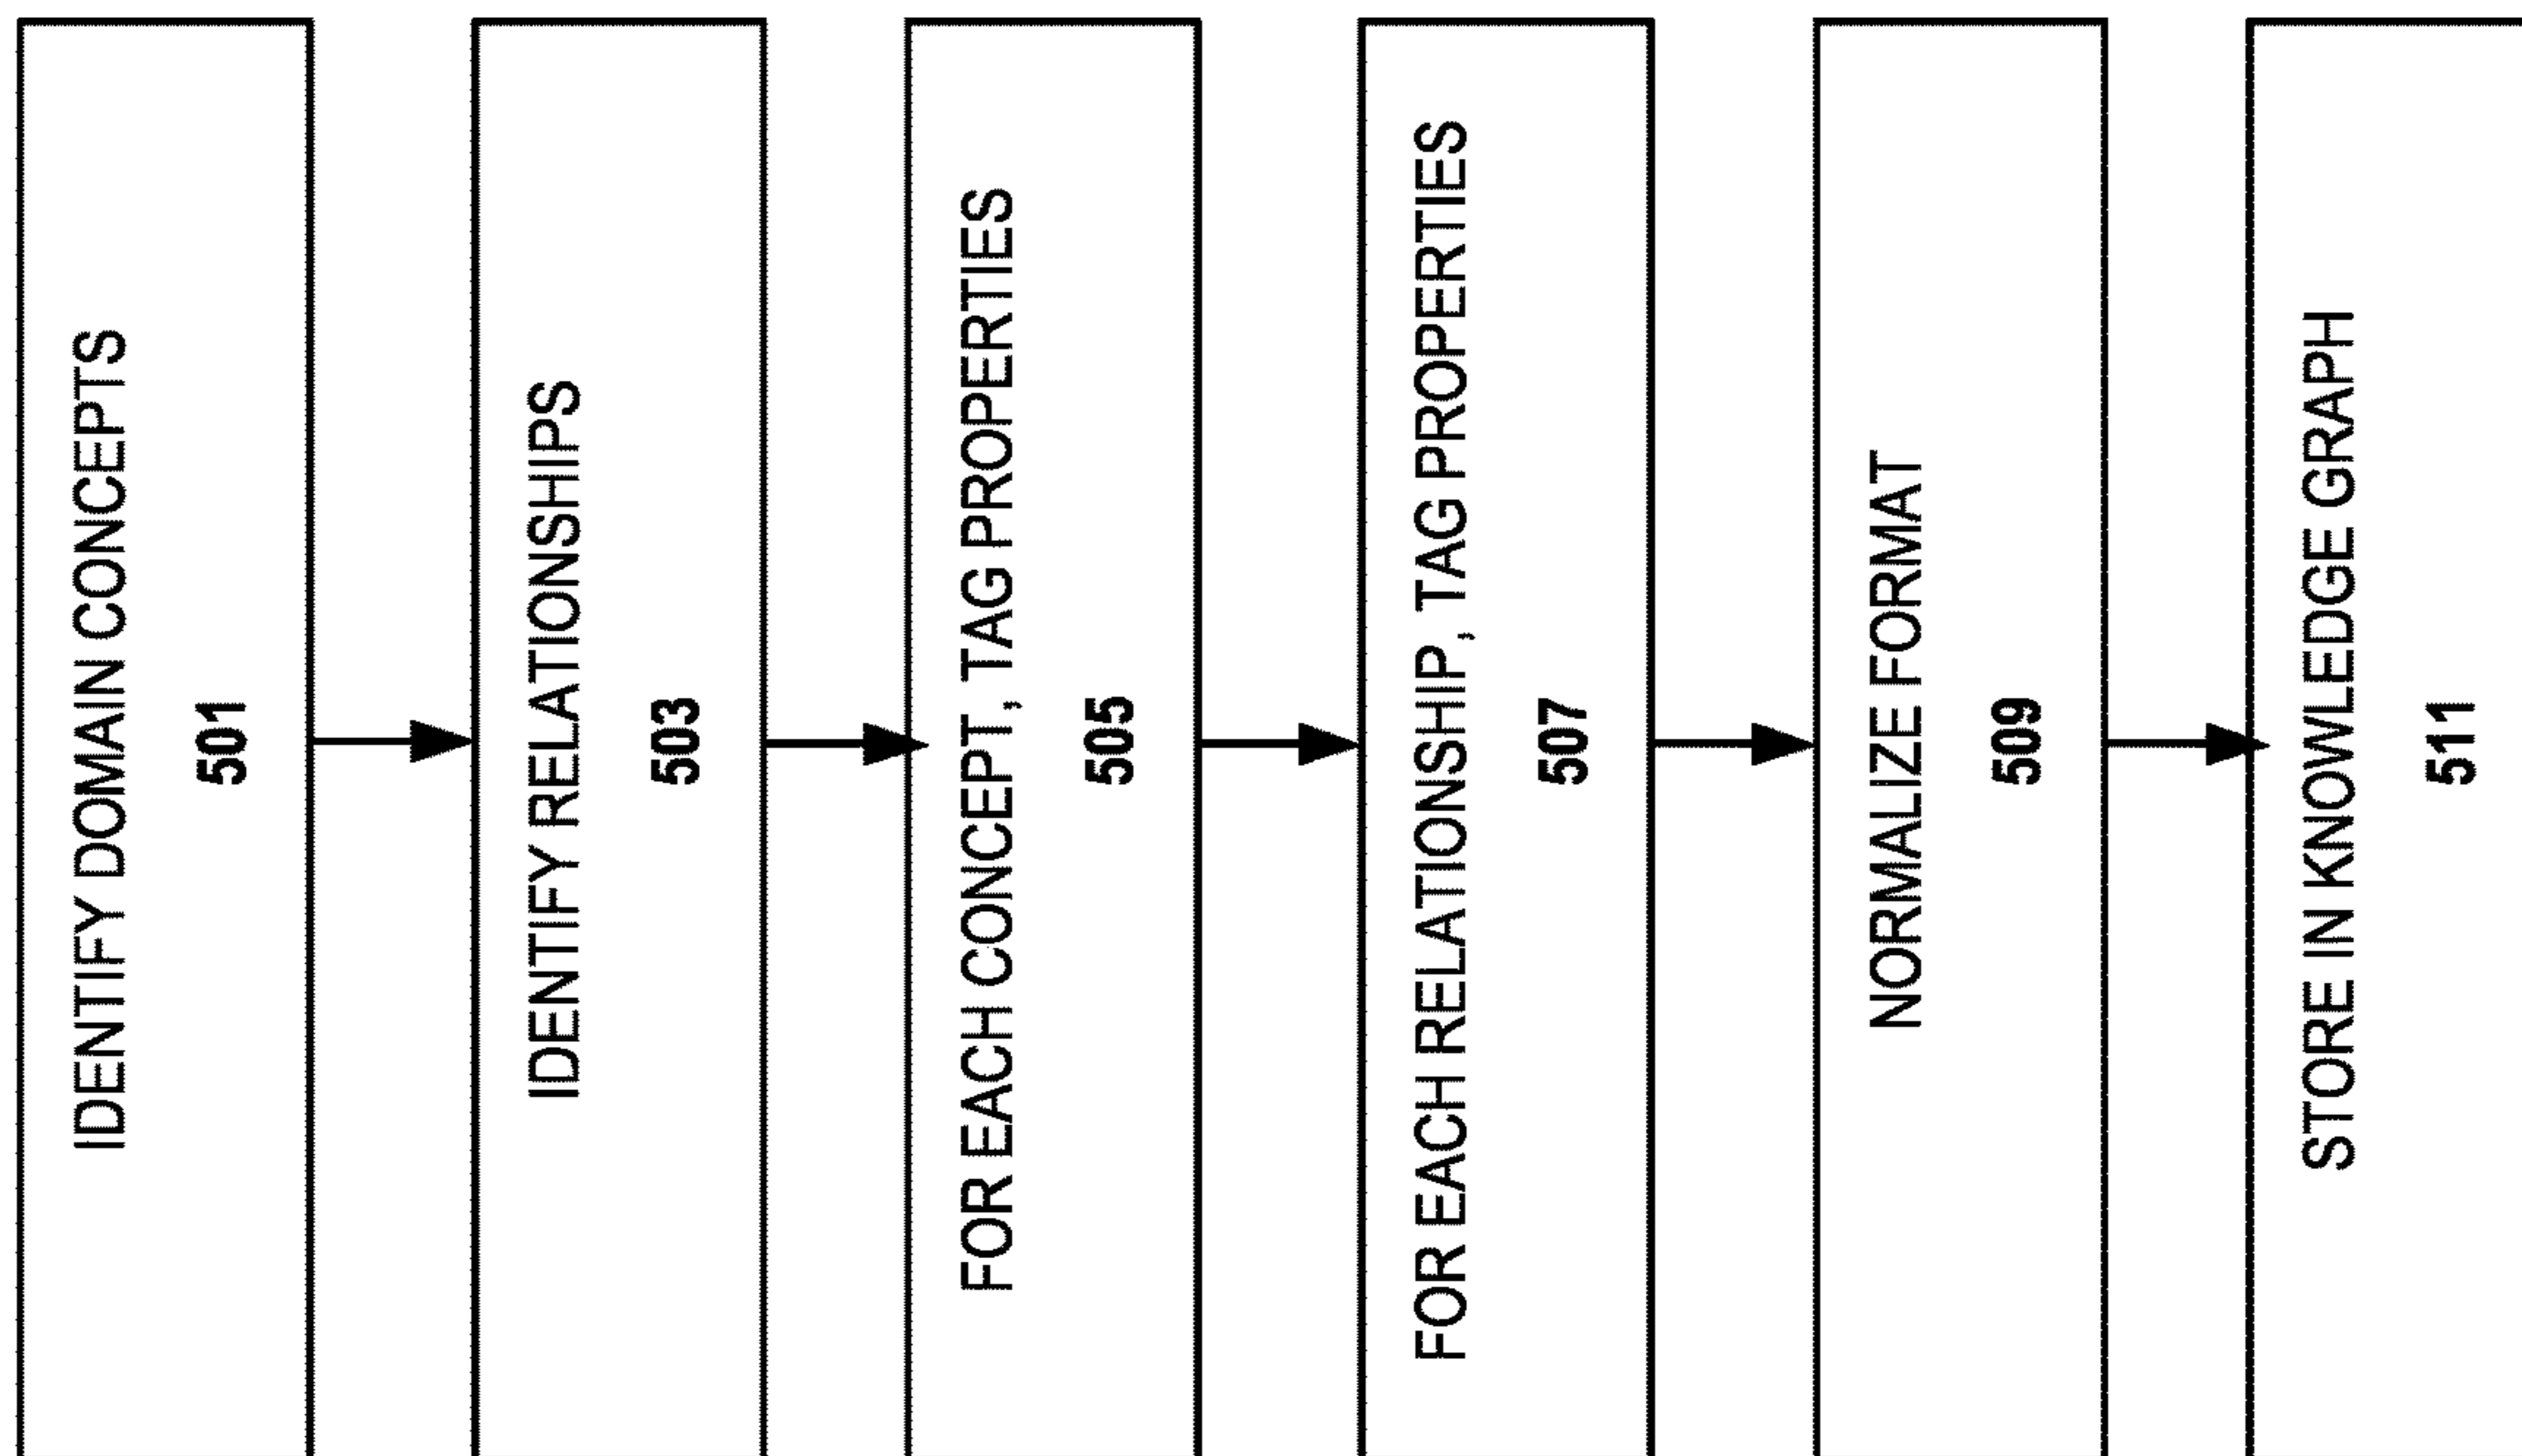 IDENTIFY DOMAIN CONCEPTS
501
IDENTIFY RELATIONSHIPS
503
FOR EACH CONCEPT, TAG PROPERTIES
505
FOR EACH RELATIONSHIP, TAG PROPERTIES
507
NORMALIZE FORMAT
509
STORE IN KNOWLEDGE GRAPH
511